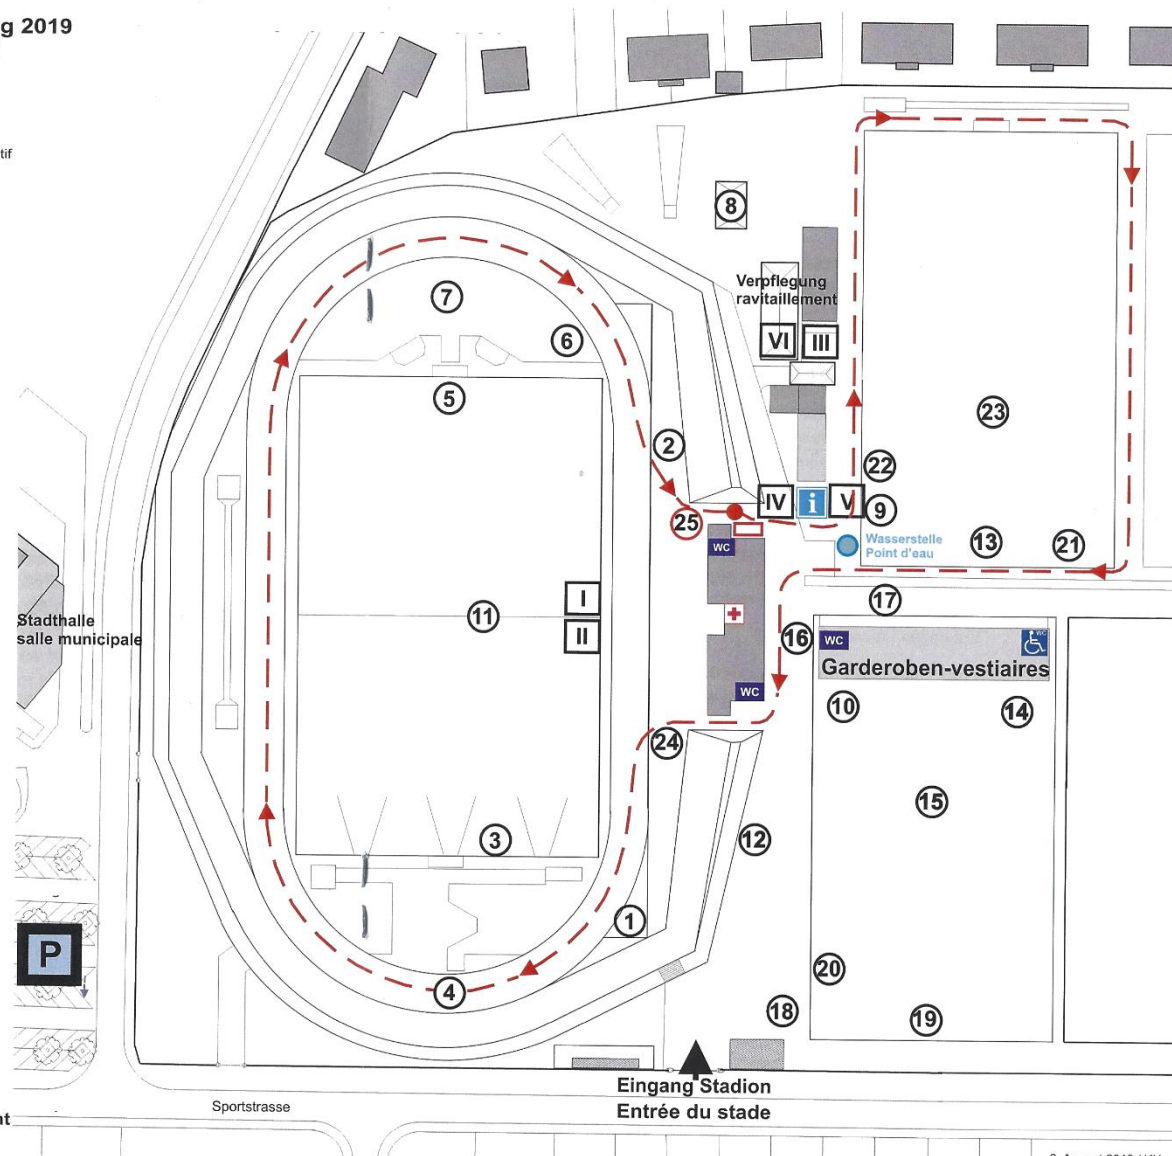 g 2019
tif
8
7
Verpflegung
ravitaillement
6
VI
III
5
23
2
22
IV
i
V
9
25
WC
Wasserstelle
Point d'eau
13
21
I
17
11
II
16
WC
WC
Stadthalle
salle municipale
Garderoben-vestiaires
WC
10
14
24
15
3
12
1
P
20
4
18
19
Eingang Stadion
Entrée du stade
Sportstrasse
nt